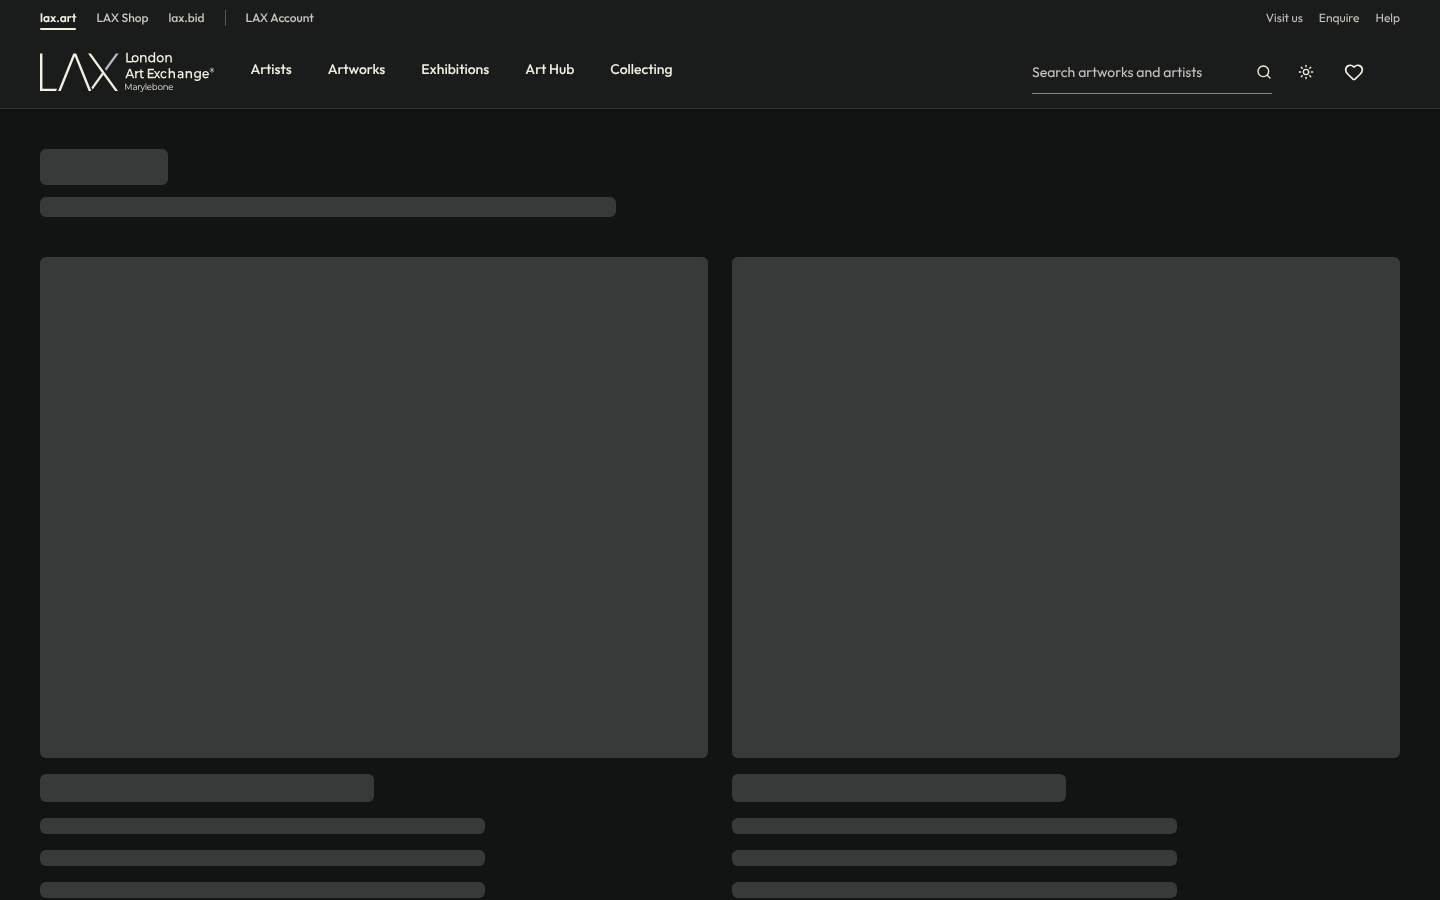 lax.art LAX Shop lax.bid LAX Account Visit us Enquire Help
LAX London
Art Exchange®
Marylebone
Artists Artworks Exhibitions Art Hub Collecting Search artworks and artists